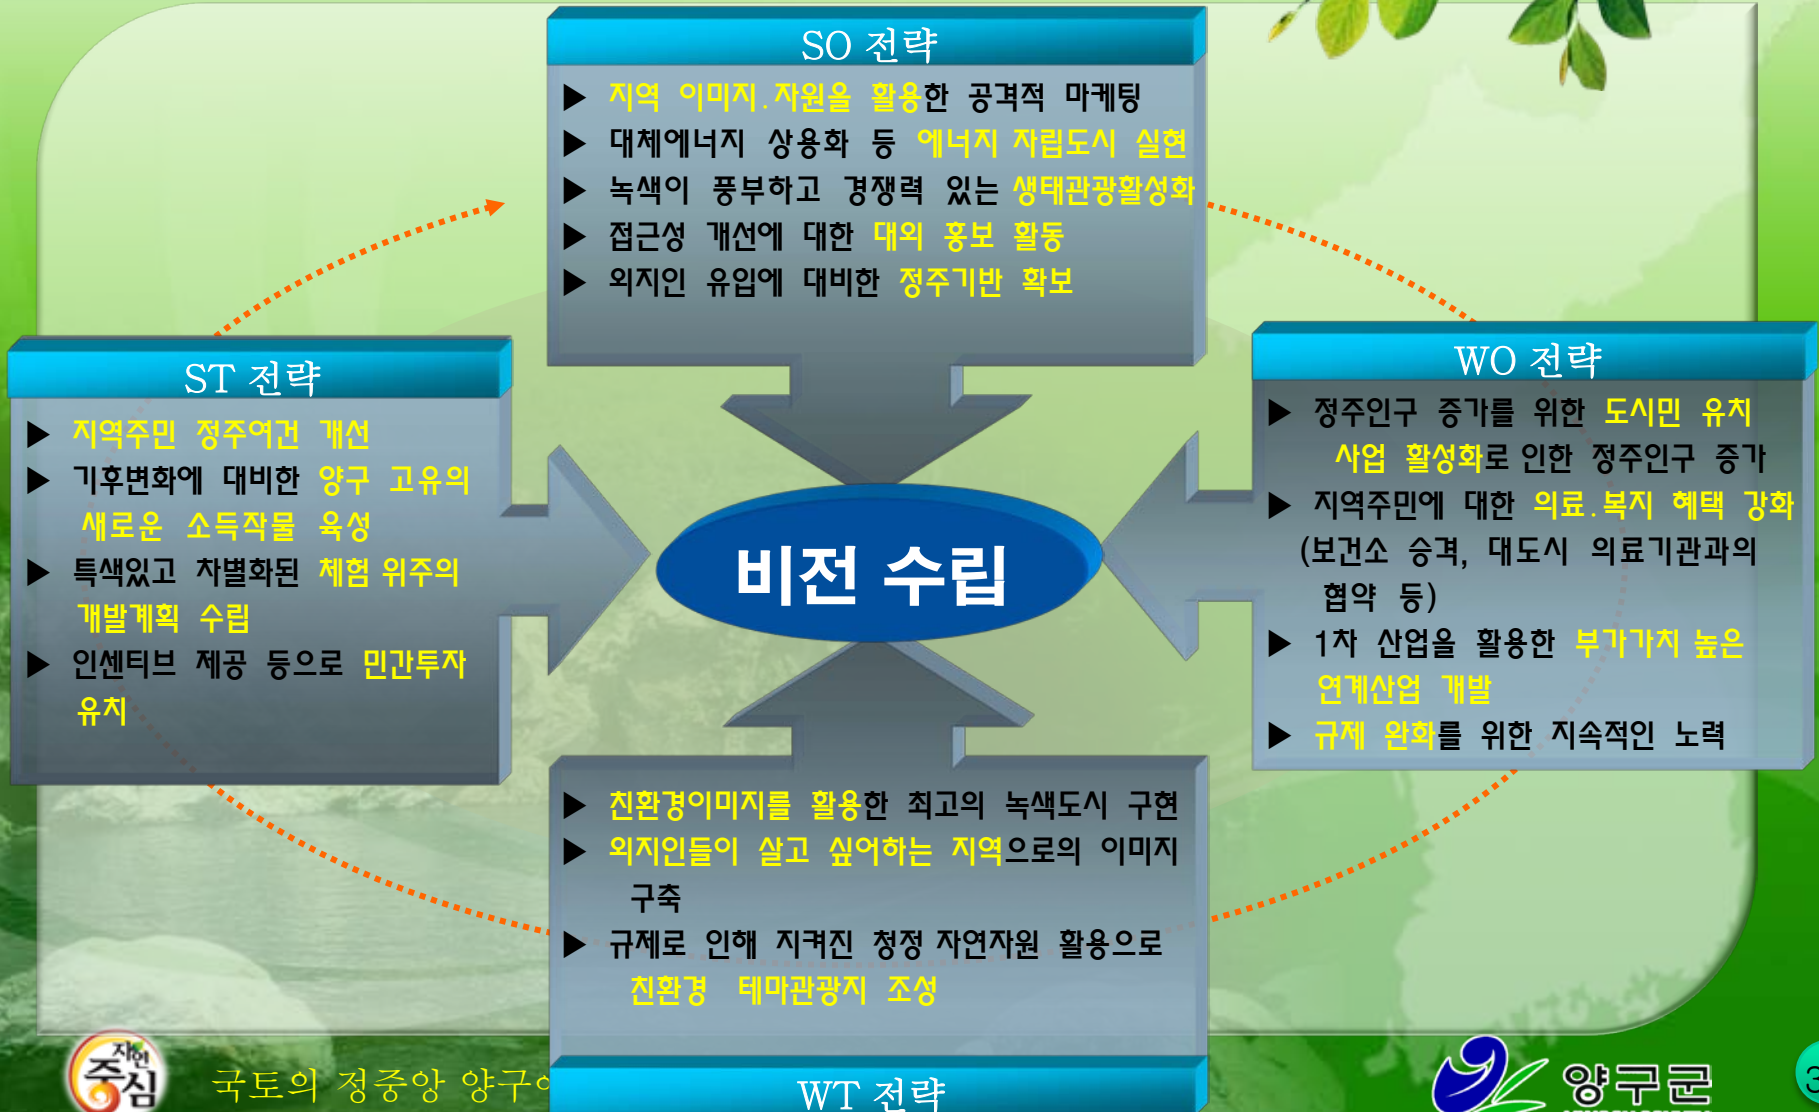 SO 전략
▶ 지역 이미지.자원을 활용한 공격적 마케팅
▶ 대체에너지 상용화 등 에너지 자립도시 실현
▶ 녹색이 풍부하고 경쟁력 있는 생태관광활성화
▶ 접근성 개선에 대한 대외 홍보 활동
▶ 외지인 유입에 대비한 정주기반 확보
ST 전략
▶ 지역주민 정주여건 개선
▶ 기후변화에 대비한 양구 고유의
새로운 소득작물 육성
▶ 특색있고 차별화된 체험 위주의
개발계획 수립
▶ 인센티브 제공 등으로 민간투자
유치
비전 수립
WO 전략
▶ 정주인구 증가를 위한 도시민 유치
사업 활성화로 인한 정주인구 증가
▶ 지역주민에 대한 의료.복지 혜택 강화
(보건소 승격, 대도시 의료기관과의
협약 등)
▶ 1차 산업을 활용한 부가가치 높은
연계산업 개발
▶ 규제 완화를 위한 지속적인 노력
▶ 친환경이미지를 활용한 최고의 녹색도시 구현
▶ 외지인들이 살고 싶어하는 지역으로의 이미지
구축
▶ 규제로 인해 지켜진 청정 자연자원 활용으로
친환경 테마관광지 조성
WT 전략
자연
중심
국토의 정중앙 양구
양구군
3